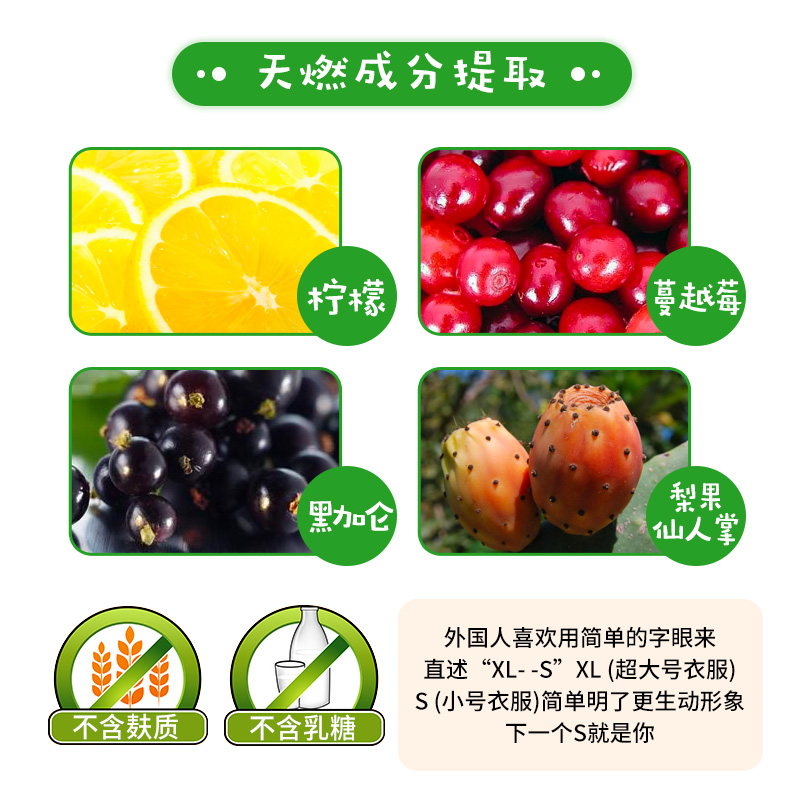 天燃成分提取
柠檬
蔓越莓
黑加仑
梨果
仙人掌
不含麸质
不含乳糖
外国人喜欢用简单的字眼来
直述“XL- -S”XL (超大号衣服)
S (小号衣服)简单明了更生动形象
下一个S就是你